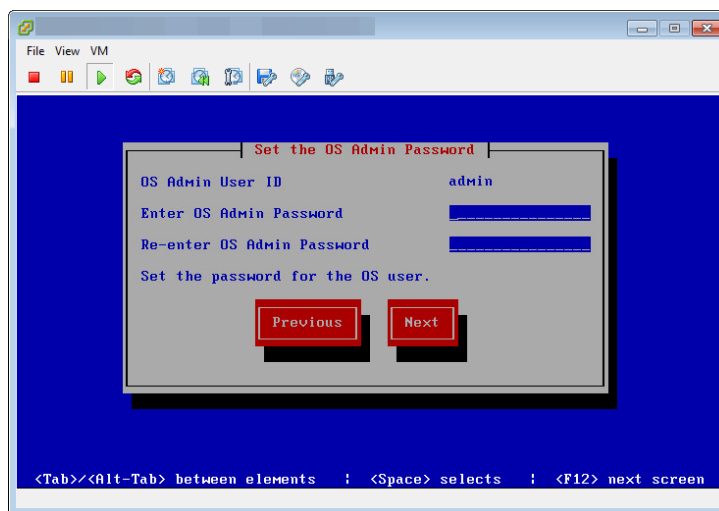 File View VM
Set the OS Admin Password
OS Admin User ID admin
Enter OS Admin Password
Re-enter OS Admin Password
Set the password for the OS user.
Previous Next
<Tab>/<Alt-Tab> between elements ¦ <Space> selects ¦ <F12> next screen